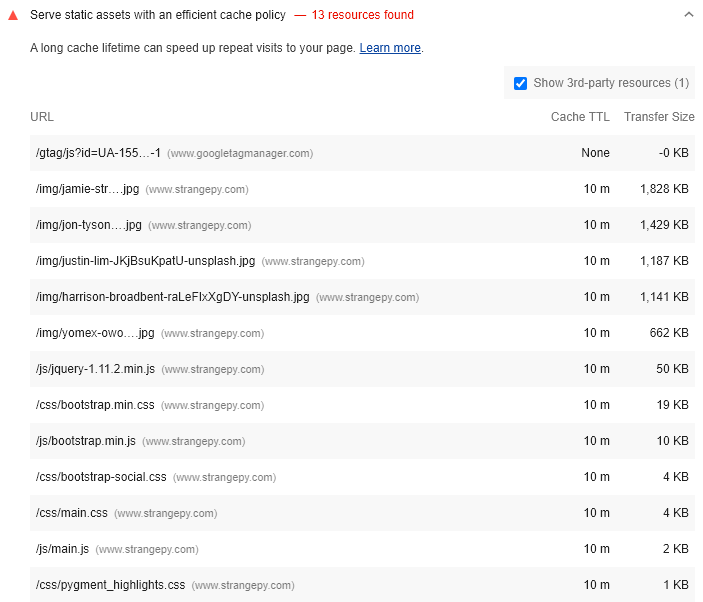 Serve static assets with an efficient cache policy — 13 resources found
A long cache lifetime can speed up repeat visits to your page. Learn more.
Show 3rd-party resources (1)
URL Cache TTL Transfer Size
/gtag/js?id=UA-155…-1 (www.googletagmanager.com) None -0 KB
/img/jamie-str….jpg (www.strangepy.com) 10 m 1,828 KB
/img/jon-tyson….jpg (www.strangepy.com) 10 m 1,429 KB
/img/justin-lim-JKjBsuKpatU-unsplash.jpg (www.strangepy.com) 10 m 1,187 KB
/img/harrison-broadbent-raLeFIxXgDY-unsplash.jpg (www.strangepy.com) 10 m 1,141 KB
/img/yomex-owo….jpg (www.strangepy.com) 10 m 662 KB
/js/jquery-1.11.2.min.js (www.strangepy.com) 10 m 50 KB
/css/bootstrap.min.css (www.strangepy.com) 10 m 19 KB
/js/bootstrap.min.js (www.strangepy.com) 10 m 10 KB
/css/bootstrap-social.css (www.strangepy.com) 10 m 4 KB
/css/main.css (www.strangepy.com) 10 m 4 KB
/js/main.js (www.strangepy.com) 10 m 2 KB
/css/pygment_highlights.css (www.strangepy.com) 10 m 1 KB